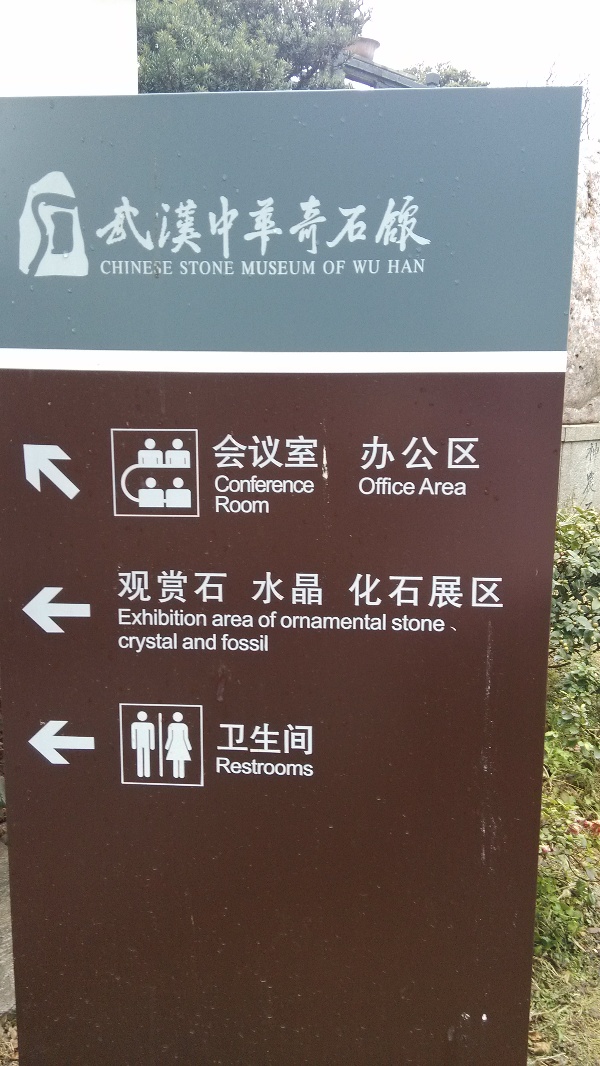 武漢中華奇石館
CHINESE STONE MUSEUM OF WU HAN
会议室 办公区
Conference Room Office Area
观赏石 水晶 化石展区
Exhibition area of ornamental stone、
crystal and fossil
卫生间
Restrooms